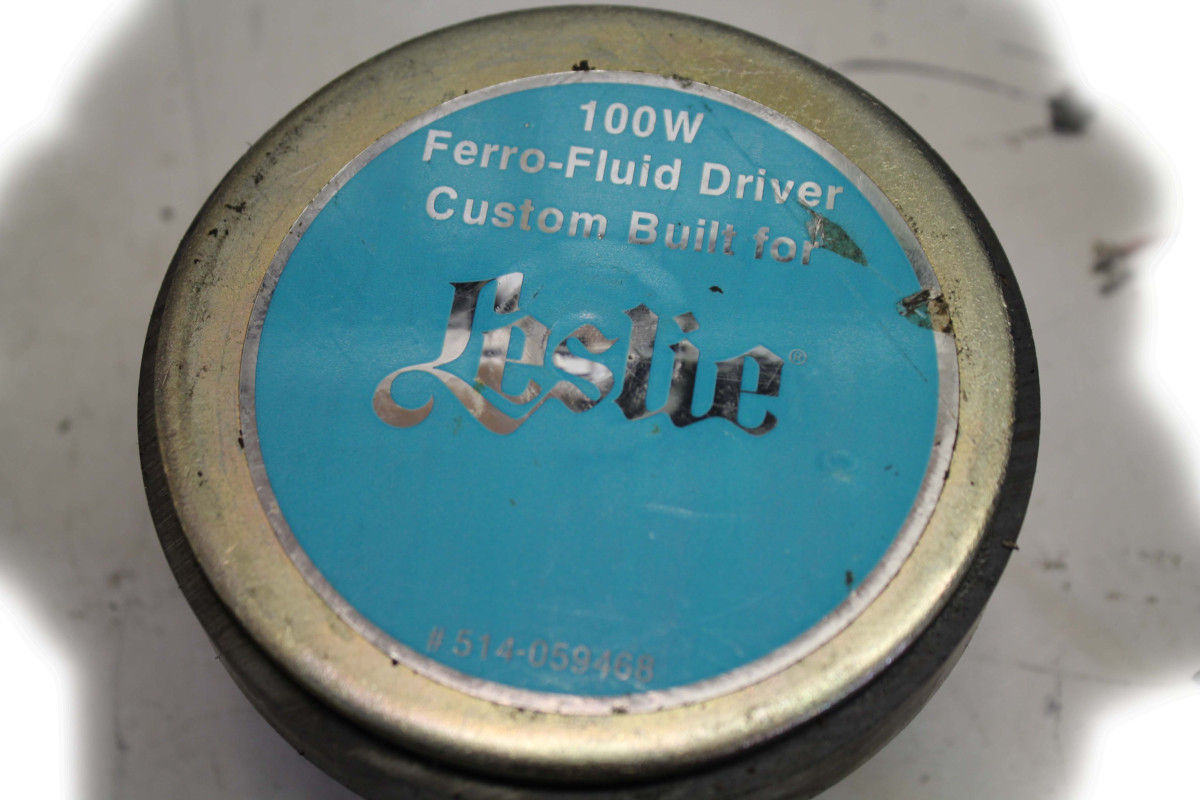 100W
Ferro-Fluid Driver
Custom Built for
Leslie®
# 514-059468